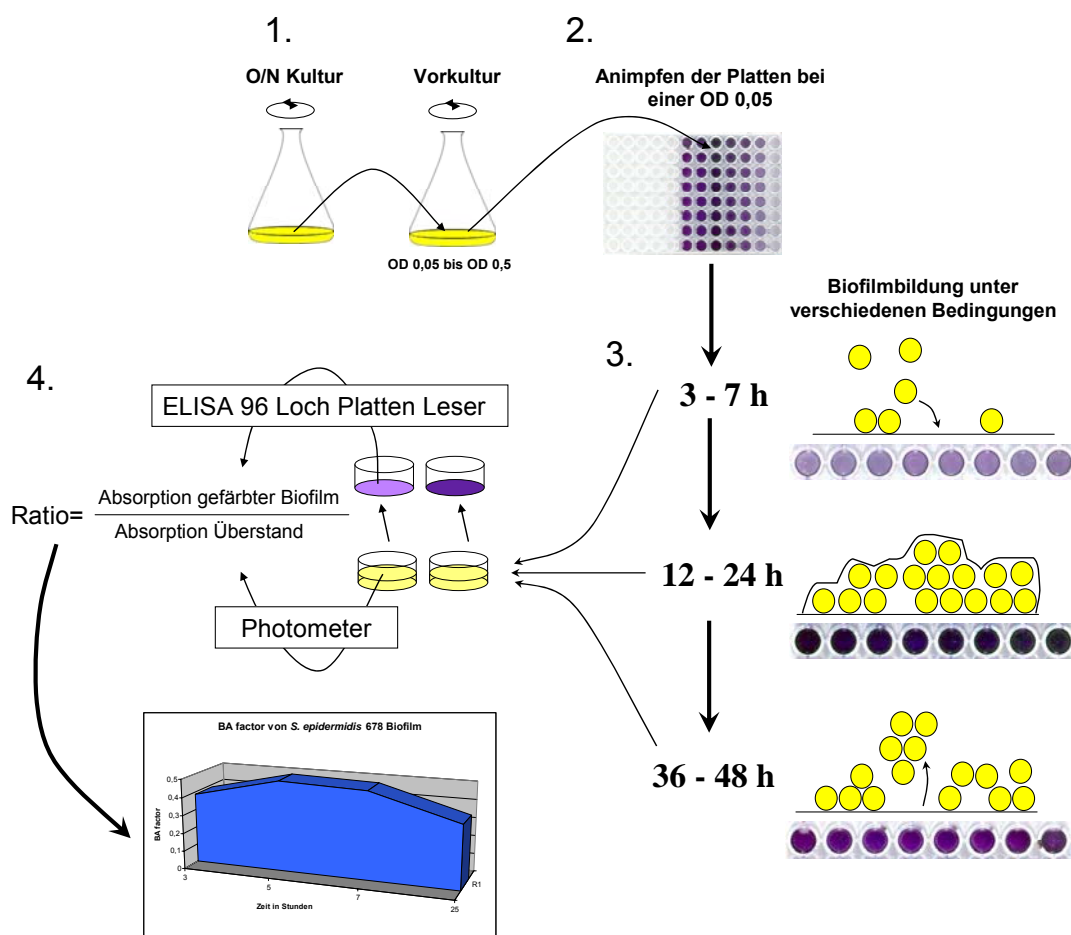 1.
O/N Kultur
Vorkultur
OD 0,05 bis OD 0,5
2.
Animpfen der Platten bei
einer OD 0,05
Biofilmbildung unter
verschiedenen Bedingungen
3.
3 - 7 h
12 - 24 h
36 - 48 h
4.
ELISA 96 Loch Platten Leser
Ratio=
Absorption gefärbter Biofilm
Absorption Überstand
Photometer
BA factor von S. epidermidis 678 Biofilm
0,5
0,4
0,3
0,2
0,1
0
BA factor
3
5
7
25
R1
Zeit in Stunden